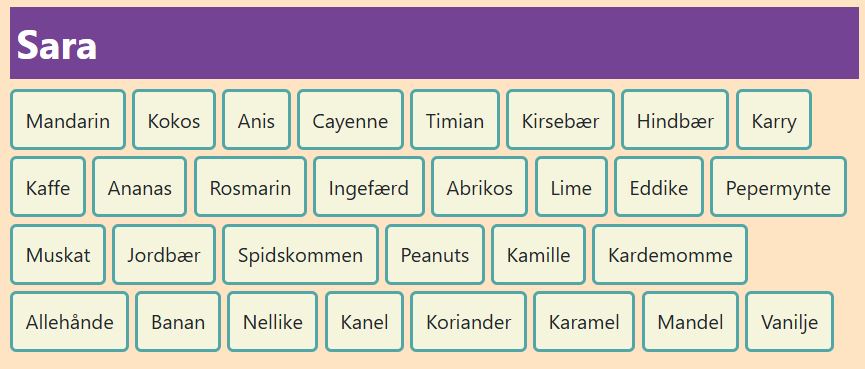 Sara
Mandarin Kokos Anis Cayenne Timian Kirsebær Hindbær Karry
Kaffe Ananas Rosmarin Ingefærd Abrikos Lime Eddike Pepermynte
Muskat Jordbær Spidskommen Peanuts Kamille Kardemomme
Allehånde Banan Nellike Kanel Koriander Karamel Mandel Vanilje